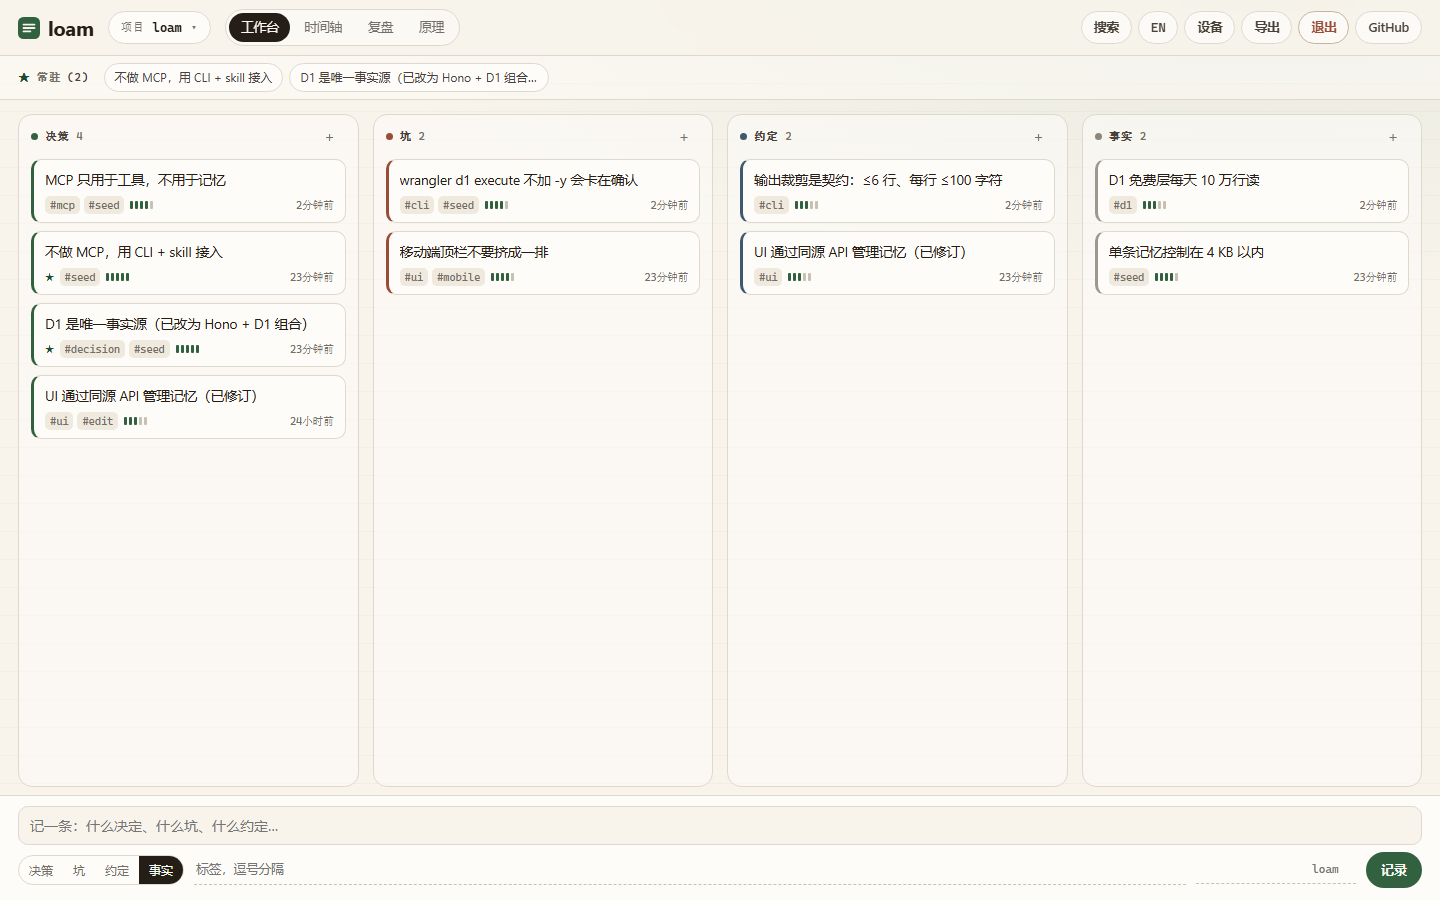 loam
项目 loam
工作台 时间轴 复盘 原理
搜索 EN 设备 导出 退出 GitHub
★ 常驻 (2) 不做 MCP，用 CLI + skill 接入 D1 是唯一事实源（已改为 Hono + D1 组合...
决策 4 +
MCP 只用于工具，不用于记忆
#mcp #seed 2分钟前
不做 MCP，用 CLI + skill 接入
★ #seed 23分钟前
D1 是唯一事实源（已改为 Hono + D1 组合）
★ #decision #seed 23分钟前
UI 通过同源 API 管理记忆（已修订）
#ui #edit 24小时前
坑 2 +
wrangler d1 execute 不加 -y 会卡在确认
#cli #seed 2分钟前
移动端顶栏不要挤成一排
#ui #mobile 23分钟前
约定 2 +
输出裁剪是契约：≤6 行、每行 ≤100 字符
#cli 2分钟前
UI 通过同源 API 管理记忆（已修订）
#ui 23分钟前
事实 2 +
D1 免费层每天 10 万行读
#d1 2分钟前
单条记忆控制在 4 KB 以内
#seed 23分钟前
记一条：什么决定、什么坑、什么约定...
决策 坑 约定 事实 标签，逗号分隔 loam 记录